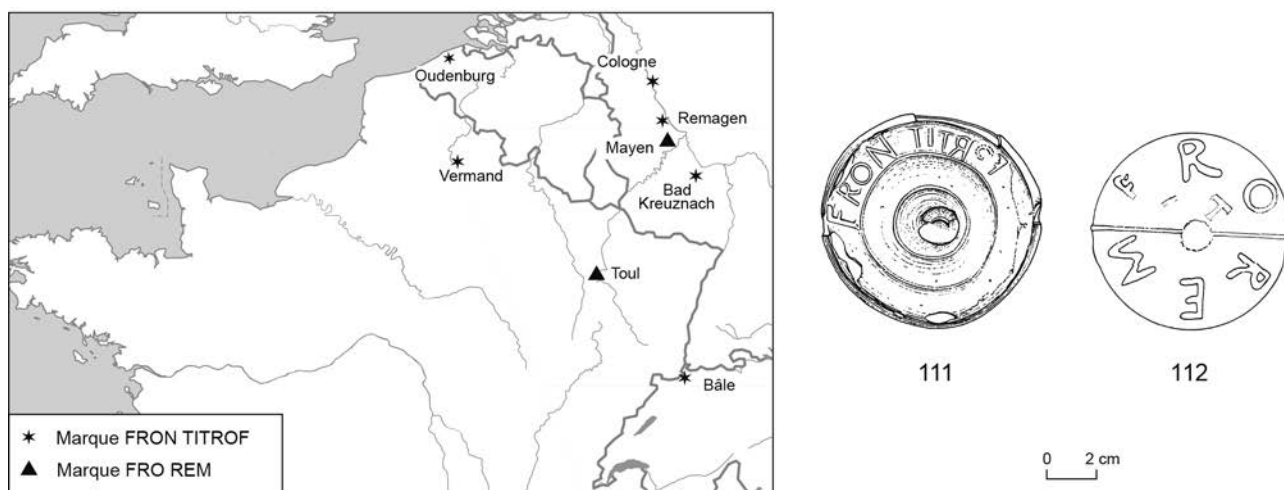 Oudenburg
Cologne
Remagen
Mayen
Vermand
Bad
Kreuznach
Toul
Bâle
Marque FRON TITROF
Marque FRO REM
FRON TITR
F R O
R E M
111
112
0 2 cm